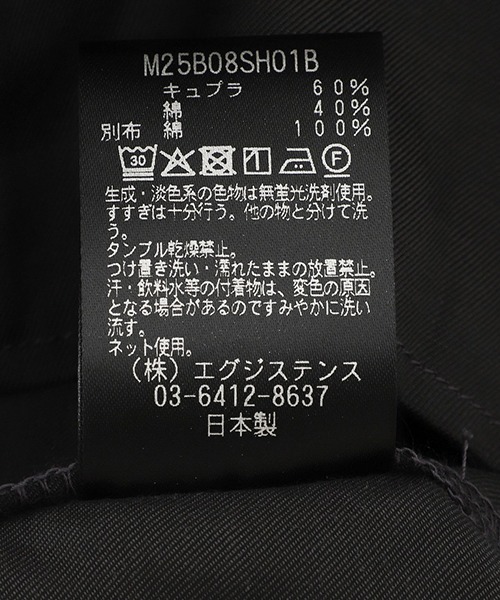 M25B08SH01B
キュプラ 60%
綿 40%
別布 綿 100%
30 F
生成・淡色系の色物は無蛍光洗剤使用。
すすぎは十分行う。他の物と分けて洗
う。
タンブル乾燥禁止。
つけ置き洗い・濡れたままの放置禁止。
汗・飲料水等の付着物は、変色の原因
となる場合があるのですみやかに洗い
流す。
ネット使用。
(株)エグジステンス
03-6412-8637
日本製